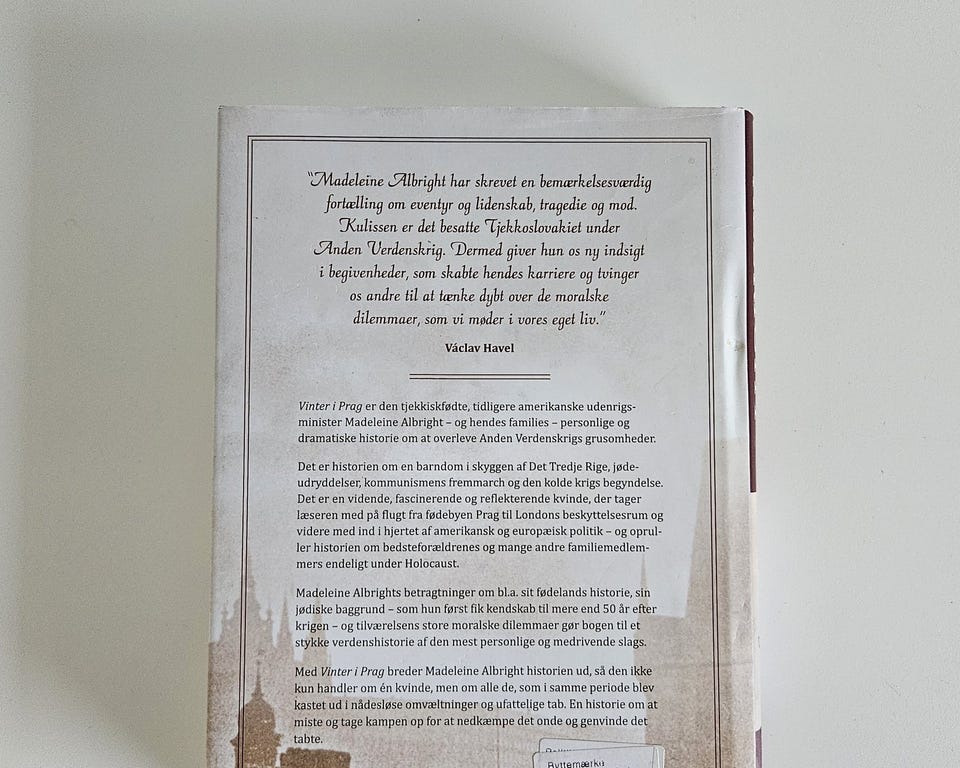 “Madeleine Albright har skrevet en bemærkelsesværdig
fortælling om eventyr og lidenskab, tragedie og mod.
Kulissen er det besatte Tjekkoslovakiet under
Anden Verdenskrig. Dermed giver hun os ny indsigt
i begivenheder, som skabte hendes karriere og tvinger
os andre til at tænke dybt over de moralske
dilemmaer, som vi møder i vores eget liv.”
Václav Havel
Vinter i Prag er den tjekkiskfødte, tidligere amerikanske udenrigs-
minister Madeleine Albright – og hendes families – personlige og
dramatiske historie om at overleve Anden Verdenskrigs grusomheder.
Det er historien om en barndom i skyggen af Det Tredje Rige, jøde-
udryddelser, kommunismens fremmarch og den kolde krigs begyndelse.
Det er en vidende, fascinerende og reflekterende kvinde, der tager
læseren med på flugt fra fødebyen Prag til Londons beskyttelsesrum og
videre med ind i hjertet af amerikansk og europæisk politik – og oprul-
ler historien om bedsteforældrenes og mange andre familiemedlem-
mers endeligt under Holocaust.
Madeleine Albrights betragtninger om bl.a. sit fødelands historie, sin
jødiske baggrund – som hun først fik kendskab til mere end 50 år efter
krigen – og tilværelsens store moralske dilemmaer gør bogen til et
stykke verdenshistorie af den mest personlige og medrivende slags.
Med Vinter i Prag breder Madeleine Albright historien ud, så den ikke
kun handler om én kvinde, men om alle de, som i samme periode blev
kastet ud i nådesløse omvæltninger og ufattelige tab. En historie om at
miste og tage kampen op for at nedkæmpe det onde og genvinde det
tabte.
Byttemærke